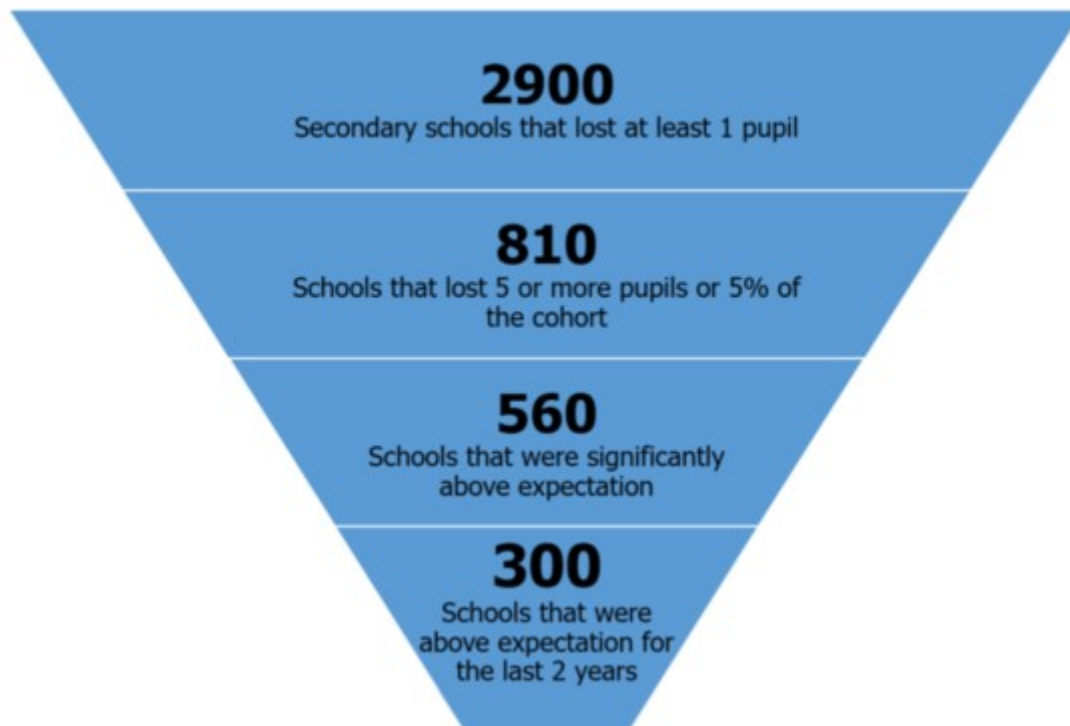 2900
Secondary schools that lost at least 1 pupil
810
Schools that lost 5 or more pupils or 5% of
the cohort
560
Schools that were significantly
above expectation
300
Schools that were
above expectation for
the last 2 years